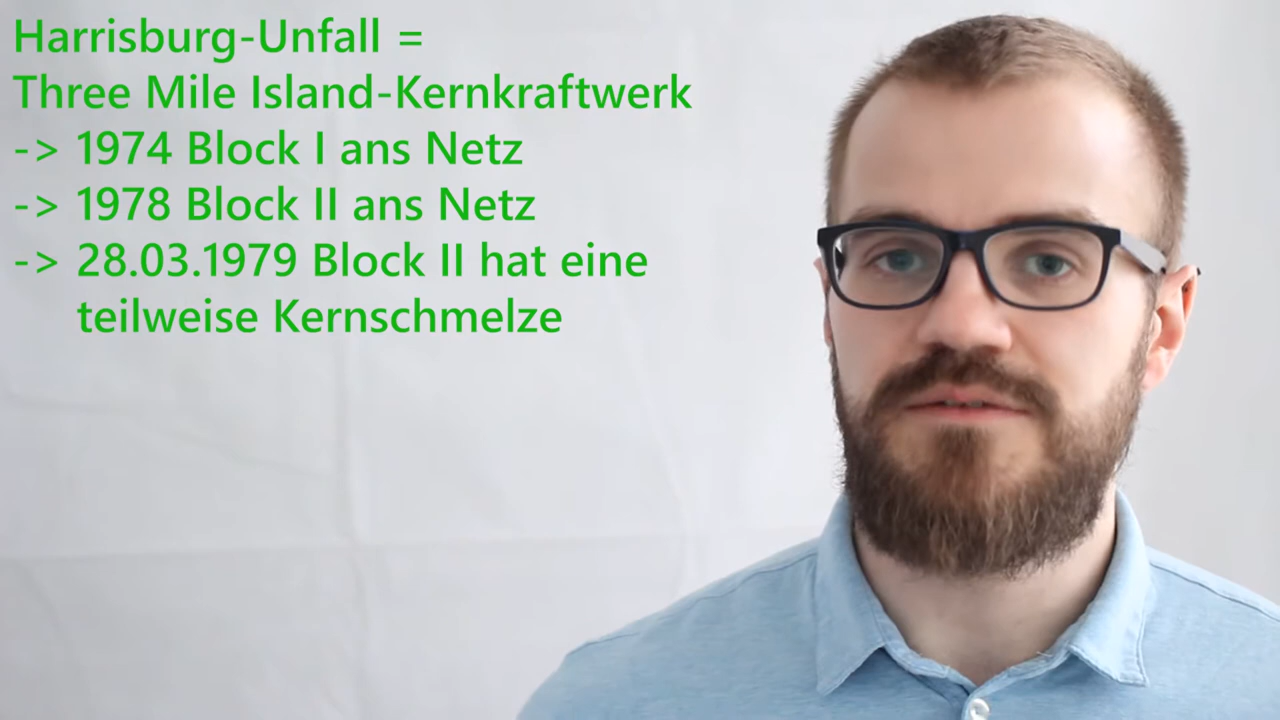 Harrisburg-Unfall =
Three Mile Island-Kernkraftwerk
-> 1974 Block I ans Netz
-> 1978 Block II ans Netz
-> 28.03.1979 Block II hat eine
teilweise Kernschmelze